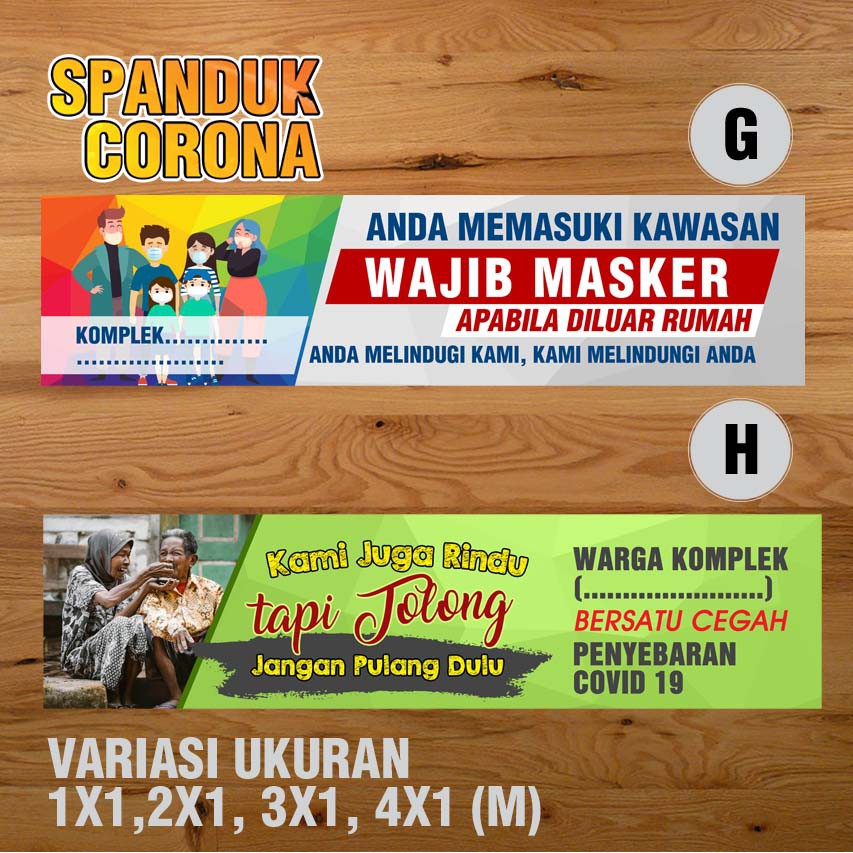 SPANDUK
CORONA
G
ANDA MEMASUKI KAWASAN
WAJIB MASKER
APABILA DILUAR RUMAH
KOMPLEK..............
....................
ANDA MELINDUGI KAMI, KAMI MELINDUNGI ANDA
H
Kami Juga Rindu
tapi Tolong
Jangan Pulang Dulu
WARGA KOMPLEK
(.......................)
BERSATU CEGAH
PENYEBARAN
COVID 19
VARIASI UKURAN
1X1,2X1, 3X1, 4X1 (M)